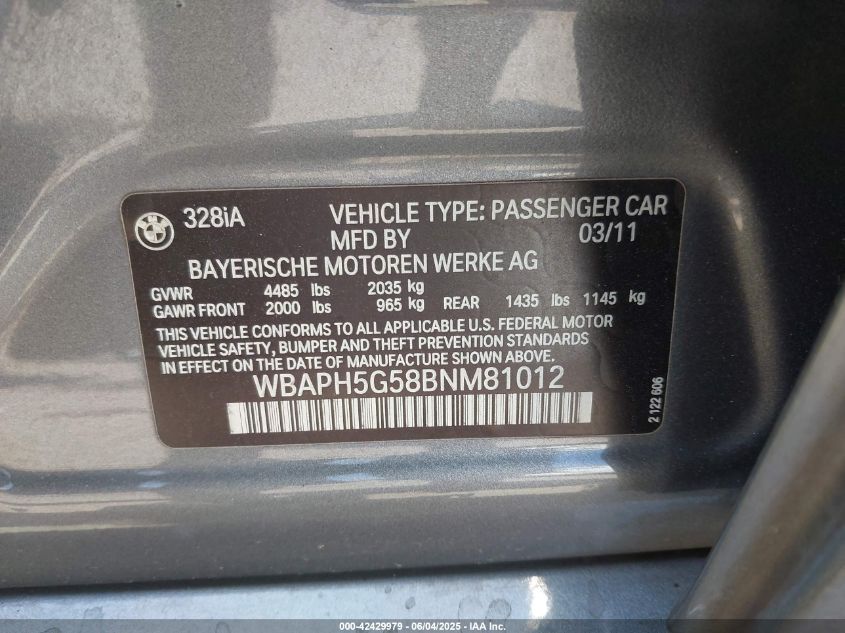 BMW
328iA VEHICLE TYPE: PASSENGER CAR
MFD BY 03/11
BAYERISCHE MOTOREN WERKE AG
GVWR 4485 lbs 2035 kg
GAWR FRONT 2000 lbs 965 kg REAR 1435 lbs 1145 kg
THIS VEHICLE CONFORMS TO ALL APPLICABLE U.S. FEDERAL MOTOR
VEHICLE SAFETY, BUMPER AND THEFT PREVENTION STANDARDS
IN EFFECT ON THE DATE OF MANUFACTURE SHOWN ABOVE.
WBAPH5G58BNM81012
2 122 606
000-42429979 - 06/04/2025 - IAA Inc.